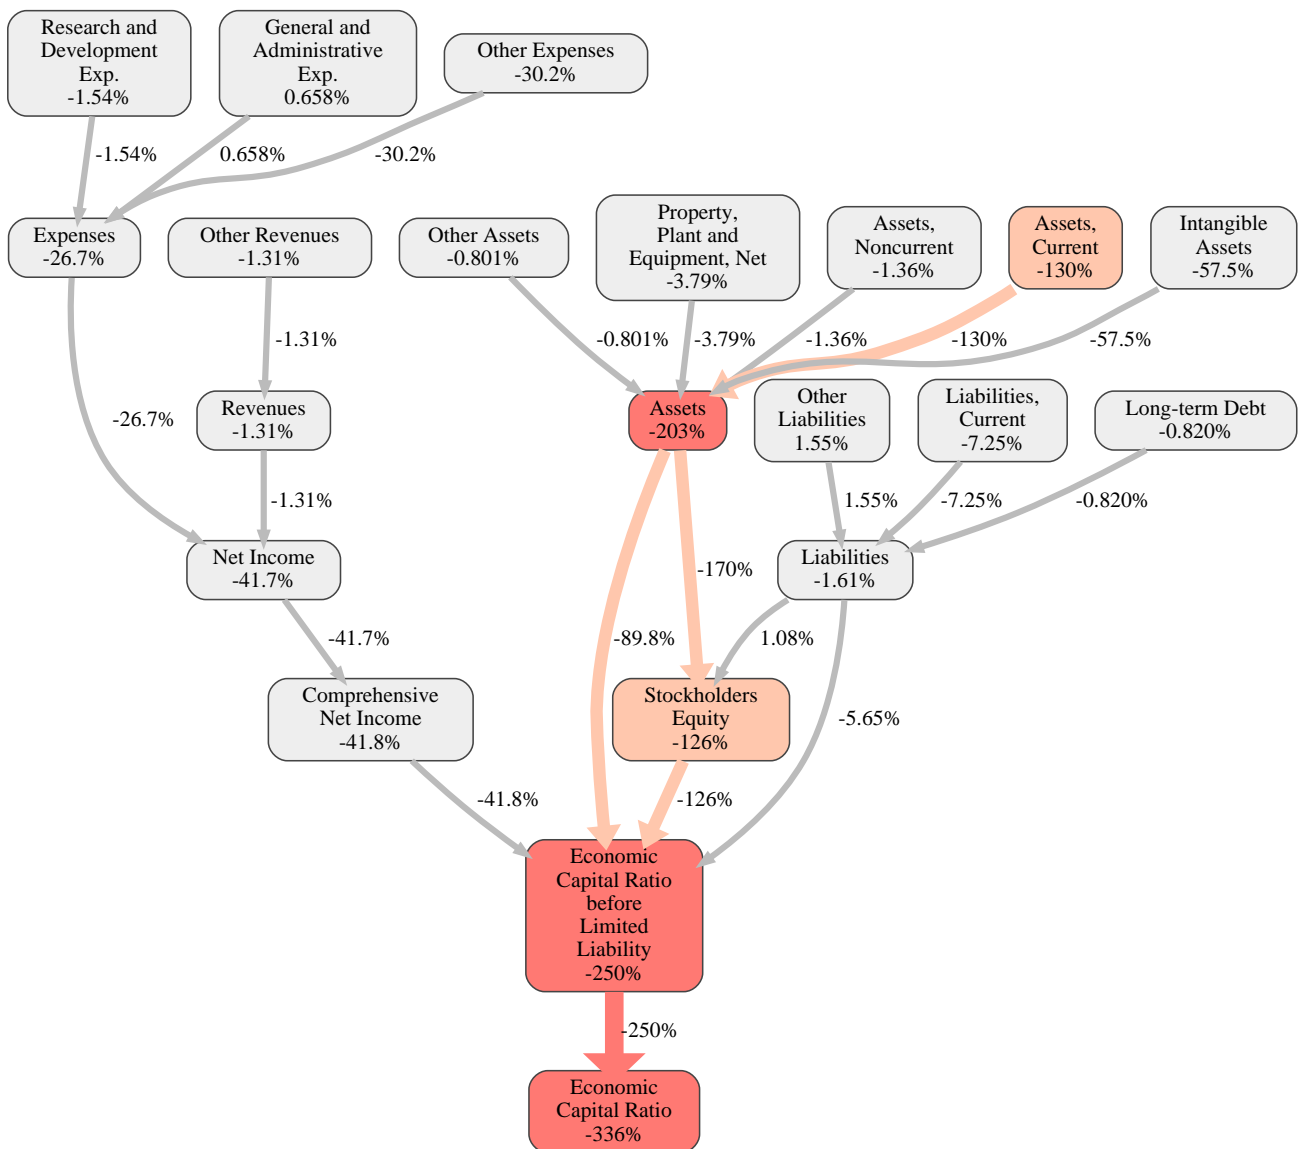 Research and
Development
Exp.
-1.54%
General and
Administrative
Exp.
0.658%
Other Expenses
-30.2%
-1.54%
0.658%
-30.2%
Expenses
-26.7%
Other Revenues
-1.31%
Other Assets
-0.801%
Property,
Plant and
Equipment, Net
-3.79%
Assets,
Noncurrent
-1.36%
Assets,
Current
-130%
Intangible
Assets
-57.5%
-1.31%
-0.801%
-3.79%
-1.36%
-130%
-57.5%
-26.7%
Revenues
-1.31%
Assets
-203%
Other
Liabilities
1.55%
Liabilities,
Current
-7.25%
Long-term Debt
-0.820%
-1.31%
1.55%
-7.25%
-0.820%
Net Income
-41.7%
-170%
Liabilities
-1.61%
-41.7%
-89.8%
1.08%
Comprehensive
Net Income
-41.8%
Stockholders
Equity
-126%
-5.65%
-41.8%
-126%
Economic
Capital Ratio
before
Limited
Liability
-250%
-250%
Economic
Capital Ratio
-336%